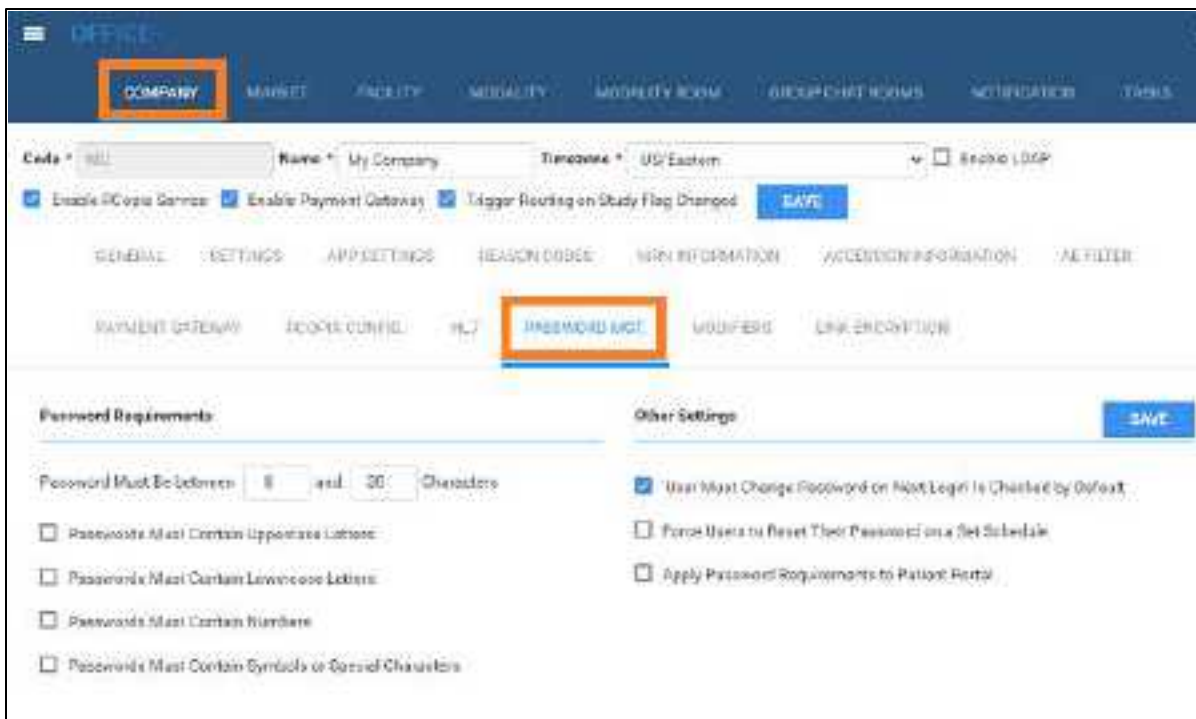 OFFICE
COMPANY MARKET FACILITY MODALITY MODALITY ROOM GROUP CHAT ROOMS NOTIFICATION TASKS
Code * Name * My Company Timezone * US/Eastern Enable LDAP
Enable RCopia Service Enable Payment Gateway Trigger Routing on Study Flag Changed SAVE
GENERAL SETTINGS APP SETTINGS REASON CODES MRN INFORMATION ACCESSION INFORMATION AE FILTER
PAYMENT GATEWAY RCOPIA CONFIG. HL7 PASSWORD MGT. MODIFIERS LINK ENCRYPTION
Password Requirements Other Settings SAVE
Password Must Be between and 20 Characters
User Must Change Password on Next Login Is Checked by Default
Passwords Must Contain Uppercase Letters
Force Users to Reset Their Password on a Set Schedule
Passwords Must Contain Lowercase Letters
Apply Password Requirements to Patient Portal
Passwords Must Contain Numbers
Passwords Must Contain Symbols or Special Characters